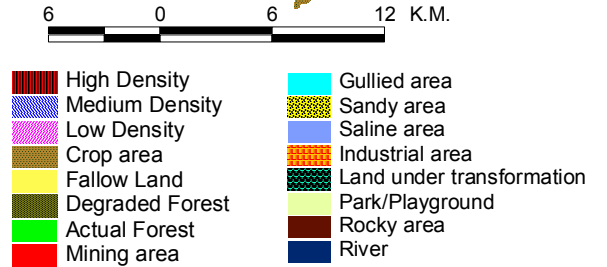 6 0 6 12 K.M.
High Density
Medium Density
Low Density
Crop area
Fallow Land
Degraded Forest
Actual Forest
Mining area
Gullied area
Sandy area
Saline area
Industrial area
Land under transformation
Park/Playground
Rocky area
River